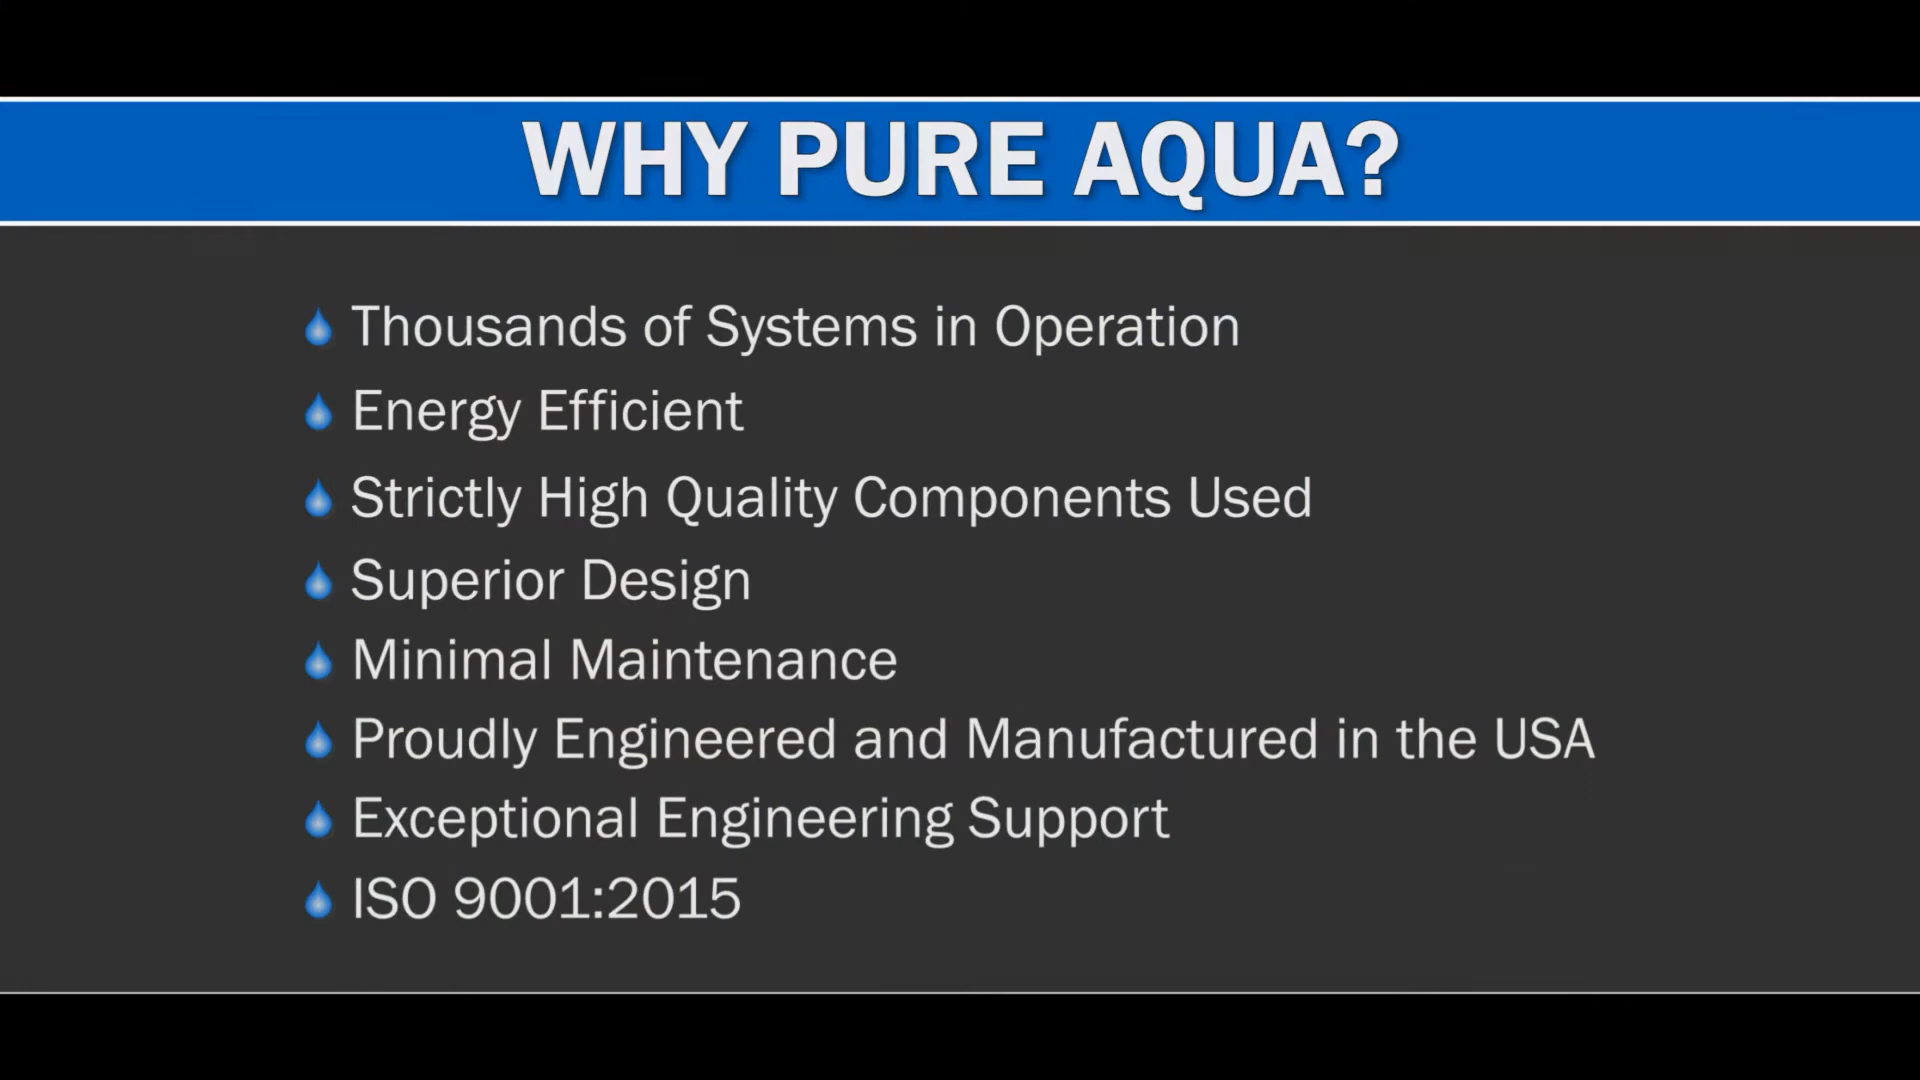 WHY PURE AQUA?
Thousands of Systems in Operation
Energy Efficient
Strictly High Quality Components Used
Superior Design
Minimal Maintenance
Proudly Engineered and Manufactured in the USA
Exceptional Engineering Support
ISO 9001:2015